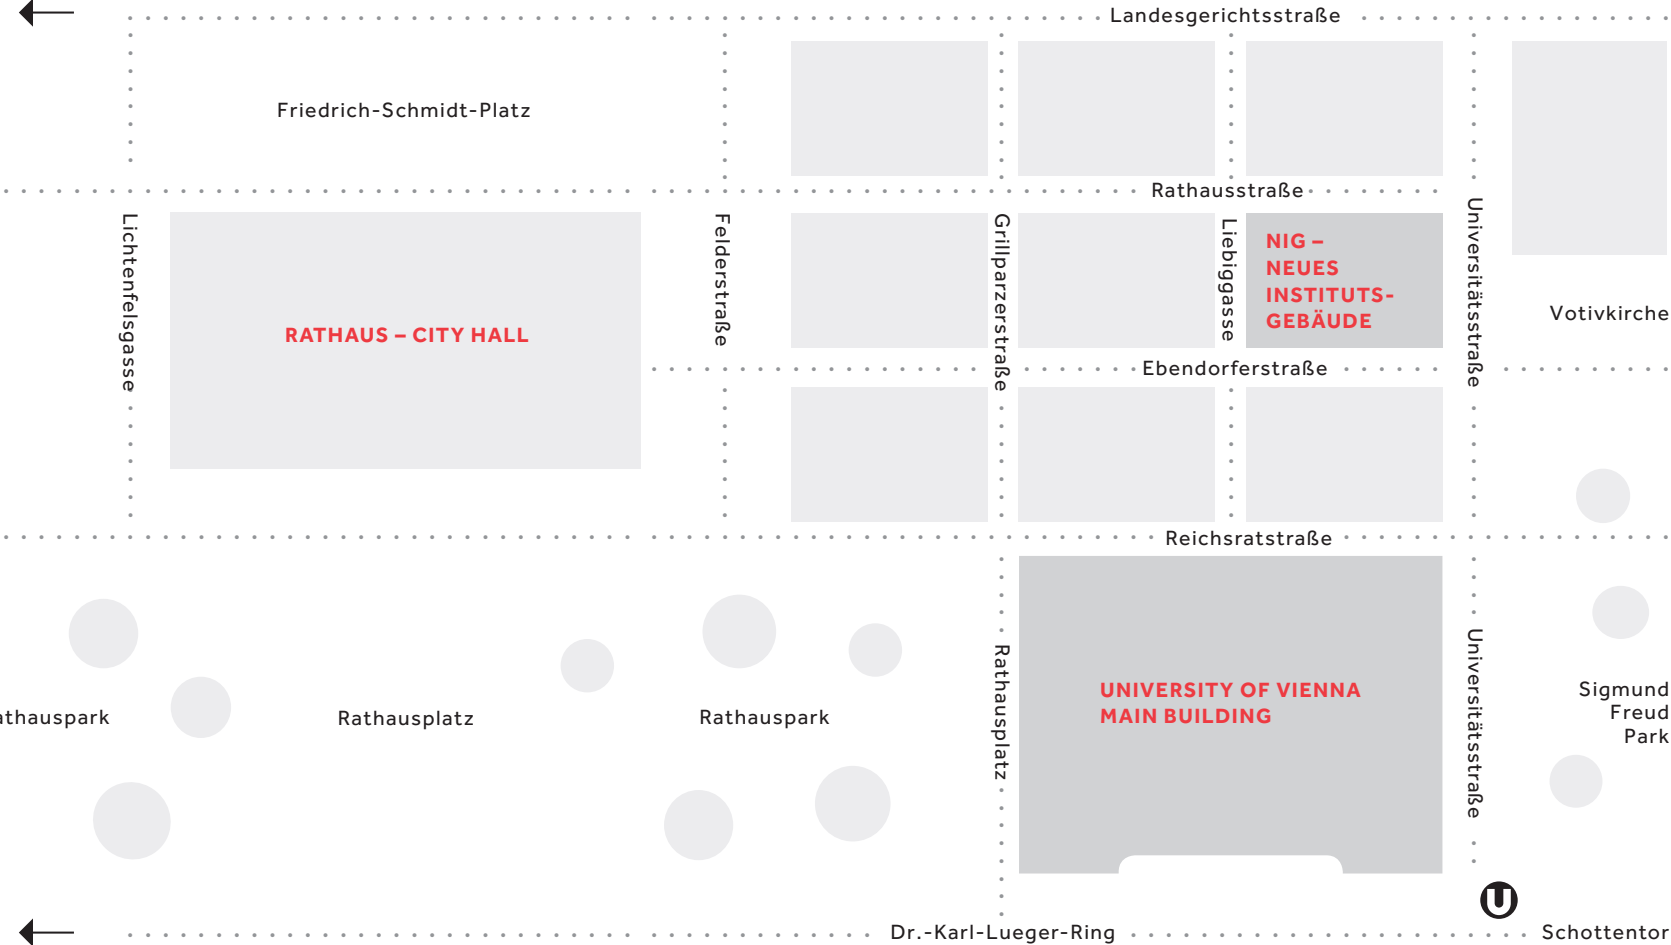 Landesgerichtsstraße
Friedrich-Schmidt-Platz
Rathausstraße
Lichtenfelsgasse
RATHAUS – CITY HALL
Felderstraße
Grillparzerstraße
Liebiggasse
NIG –
NEUES
INSTITUTS-
GEBÄUDE
Universitätsstraße
Votivkirche
Ebendorferstraße
Reichsratstraße
athauspark
Rathausplatz
Rathauspark
Rathausplatz
UNIVERSITY OF VIENNA
MAIN BUILDING
Universitätsstraße
Sigmund
Freud
Park
U
Dr.-Karl-Lueger-Ring
Schottentor